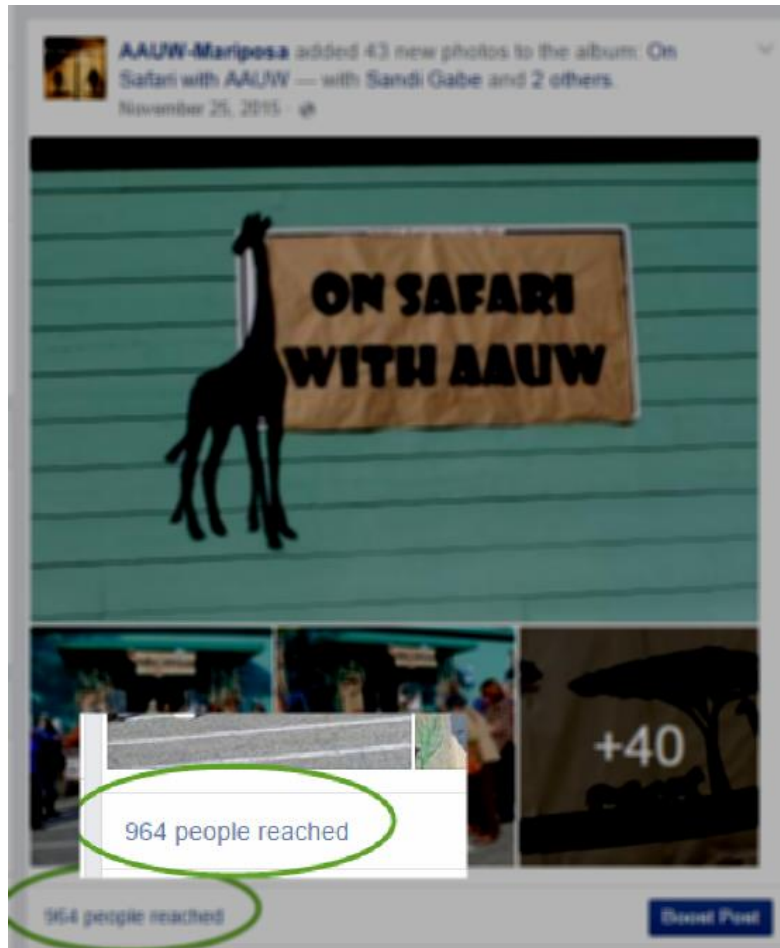 AAUW-Mariposa added 43 new photos to the album: On
Safari with AAUW — with Sandi Gabe and 2 others.
November 25, 2015 ·
ON SAFARI
WITH AAUW
+40
964 people reached
964 people reached
Boost Post